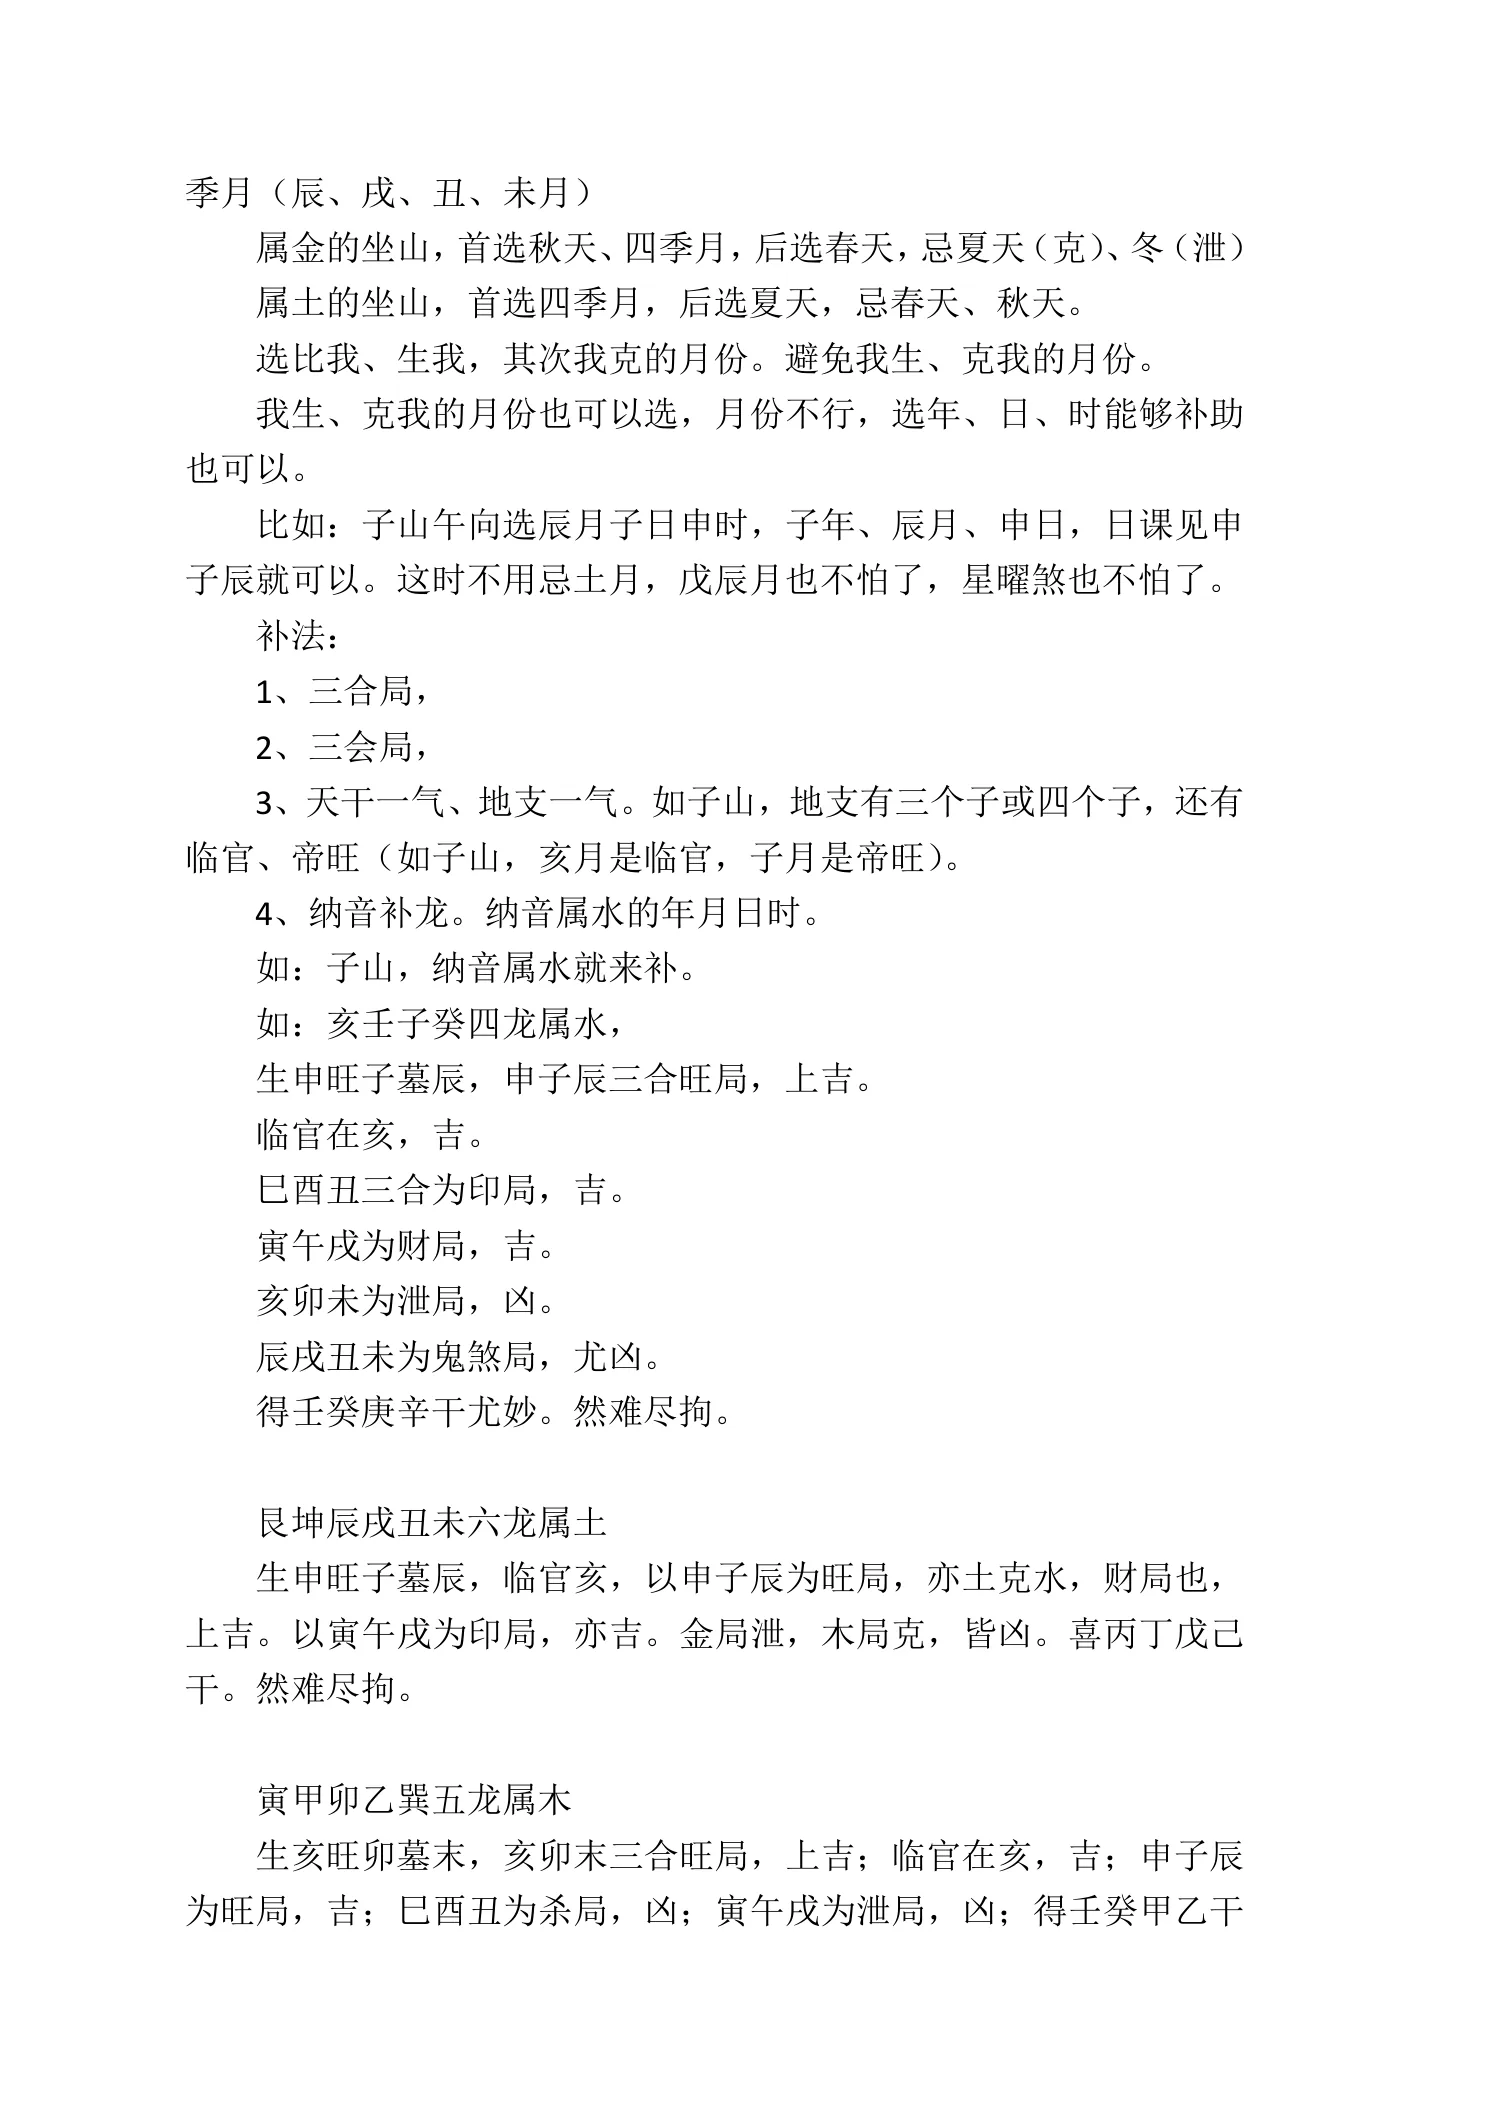 季月（辰、戌、丑、未月）
属金的坐山，首选秋天、四季月，后选春天，忌夏天（克）、冬（泄）
属土的坐山，首选四季月，后选夏天，忌春天、秋天。
选比我、生我，其次我克的月份。避免我生、克我的月份。
我生、克我的月份也可以选，月份不行，选年、日、时能够补助
也可以。
比如：子山午向选辰月子日申时，子年、辰月、申日，日课见申
子辰就可以。这时不用忌土月，戊辰月也不怕了，星曜煞也不怕了。
补法：
1、三合局，
2、三会局，
3、天干一气、地支一气。如子山，地支有三个子或四个子，还有
临官、帝旺（如子山，亥月是临官，子月是帝旺）。
4、纳音补龙。纳音属水的年月日时。
如：子山，纳音属水就来补。
如：亥壬子癸四龙属水，
生申旺子墓辰，申子辰三合旺局，上吉。
临官在亥，吉。
巳酉丑三合为印局，吉。
寅午戌为财局，吉。
亥卯未为泄局，凶。
辰戌丑未为鬼煞局，尤凶。
得壬癸庚辛干尤妙。然难尽拘。
艮坤辰戌丑未六龙属土
生申旺子墓辰，临官亥，以申子辰为旺局，亦土克水，财局也，
上吉。以寅午戌为印局，亦吉。金局泄，木局克，皆凶。喜丙丁戊己
干。然难尽拘。
寅甲卯乙巽五龙属木
生亥旺卯墓末，亥卯末三合旺局，上吉；临官在亥，吉；申子辰
为旺局，吉；巳酉丑为杀局，凶；寅午戌为泄局，凶；得壬癸甲乙干